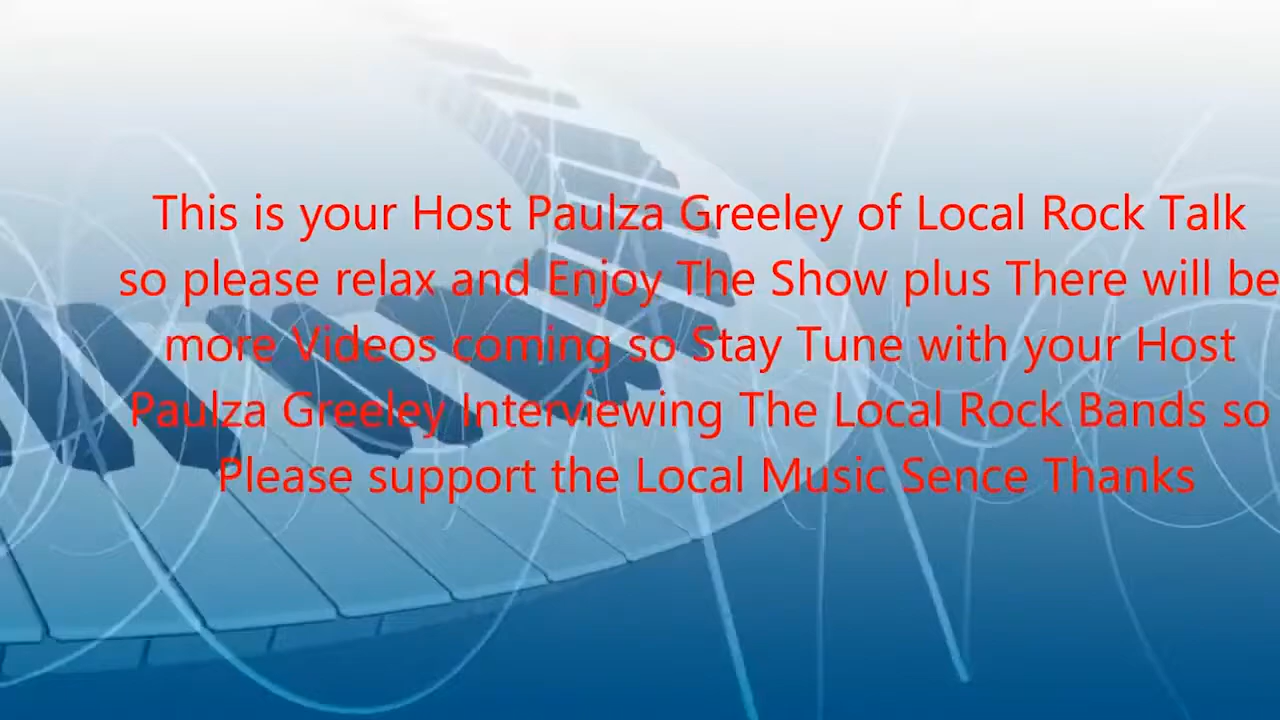 This is your Host Paulza Greeley of Local Rock Talk
so please relax and Enjoy The Show plus There will be
more Videos coming so Stay Tune with your Host
Paulza Greeley Interviewing The Local Rock Bands so
Please support the Local Music Sence Thanks